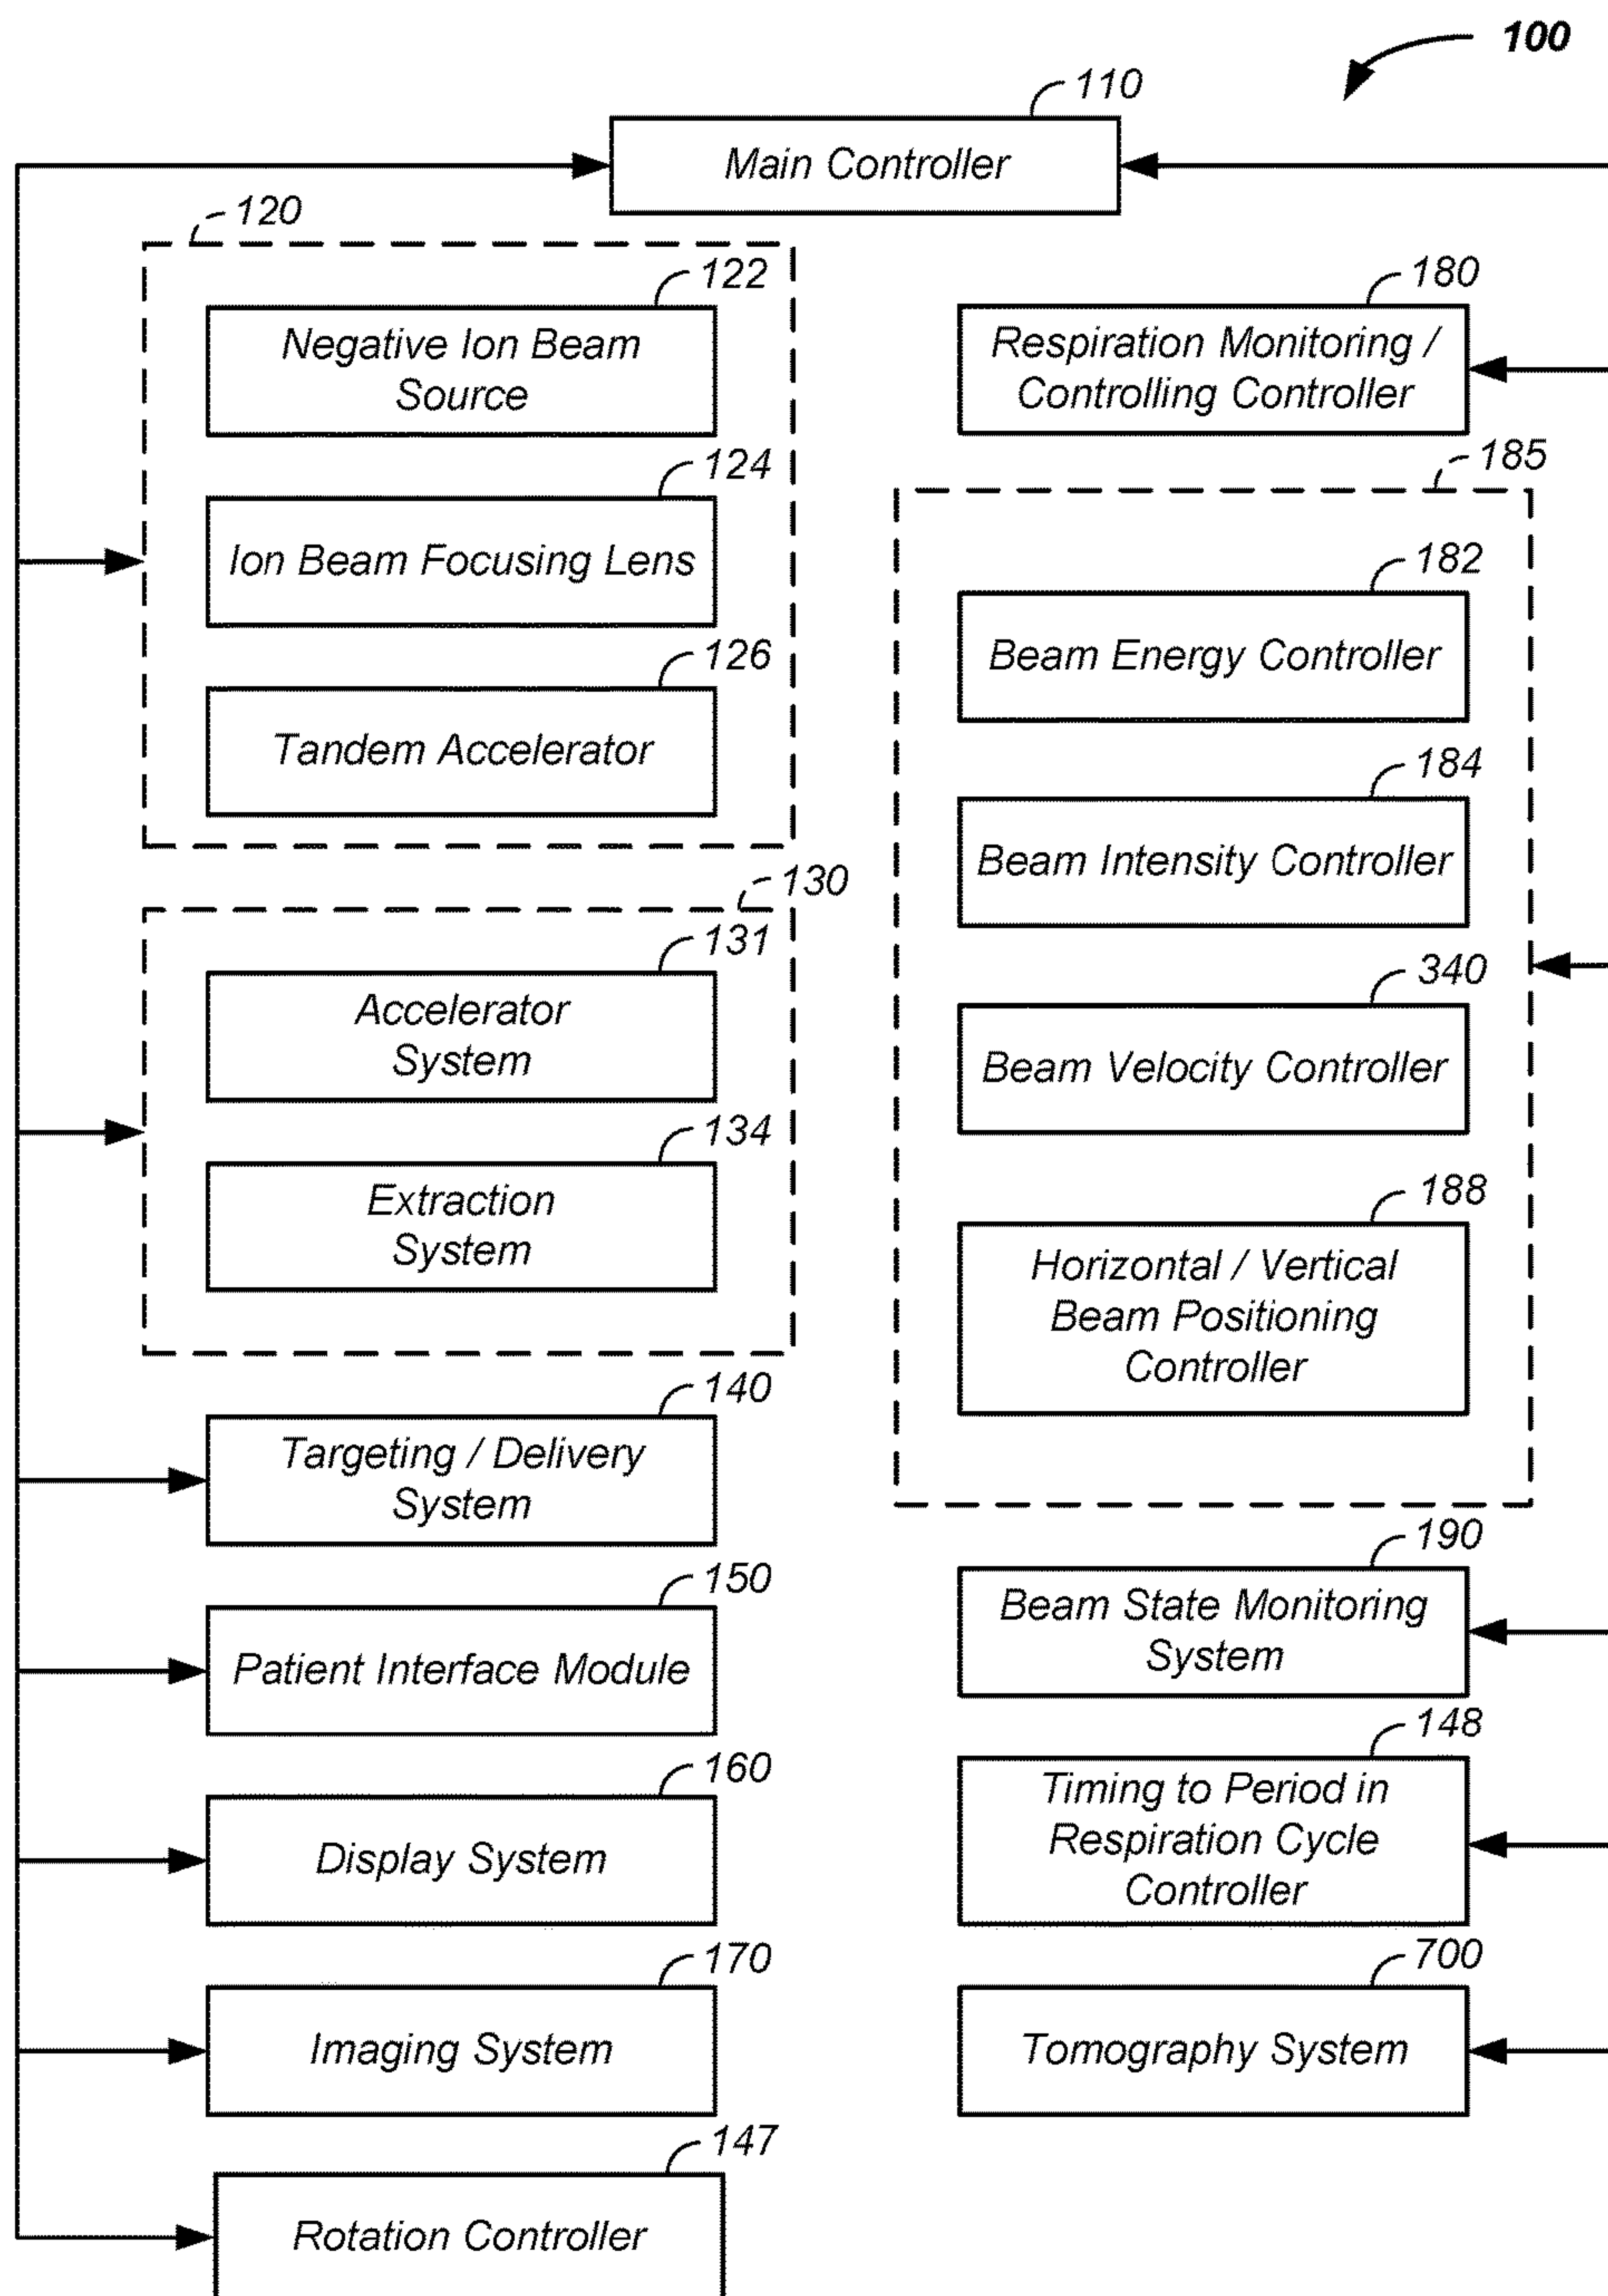 100
110
Main Controller
120
122
Negative Ion Beam
Source
124
Ion Beam Focusing Lens
126
Tandem Accelerator
130
131
Accelerator
System
134
Extraction
System
140
Targeting / Delivery
System
150
Patient Interface Module
160
Display System
170
Imaging System
147
Rotation Controller
180
Respiration Monitoring /
Controlling Controller
185
182
Beam Energy Controller
184
Beam Intensity Controller
340
Beam Velocity Controller
188
Horizontal / Vertical
Beam Positioning
Controller
190
Beam State Monitoring
System
148
Timing to Period in
Respiration Cycle
Controller
700
Tomography System